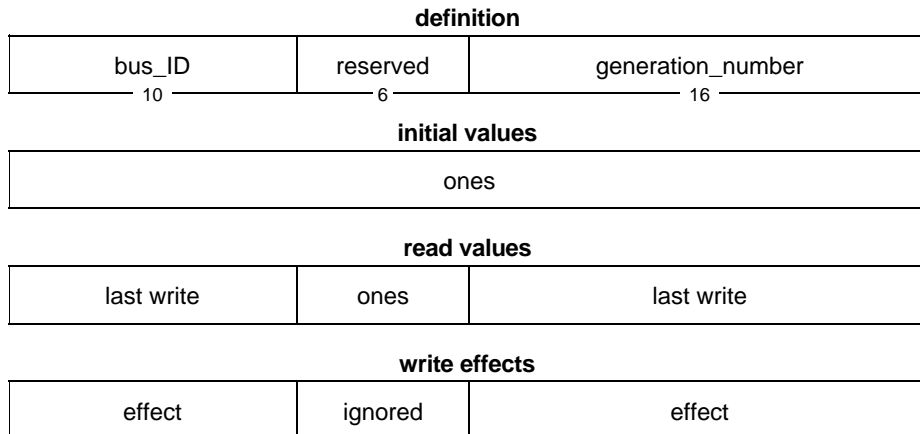 definition
bus_ID reserved generation_number
10 6 16
initial values
ones
read values
last write ones last write
write effects
effect ignored effect